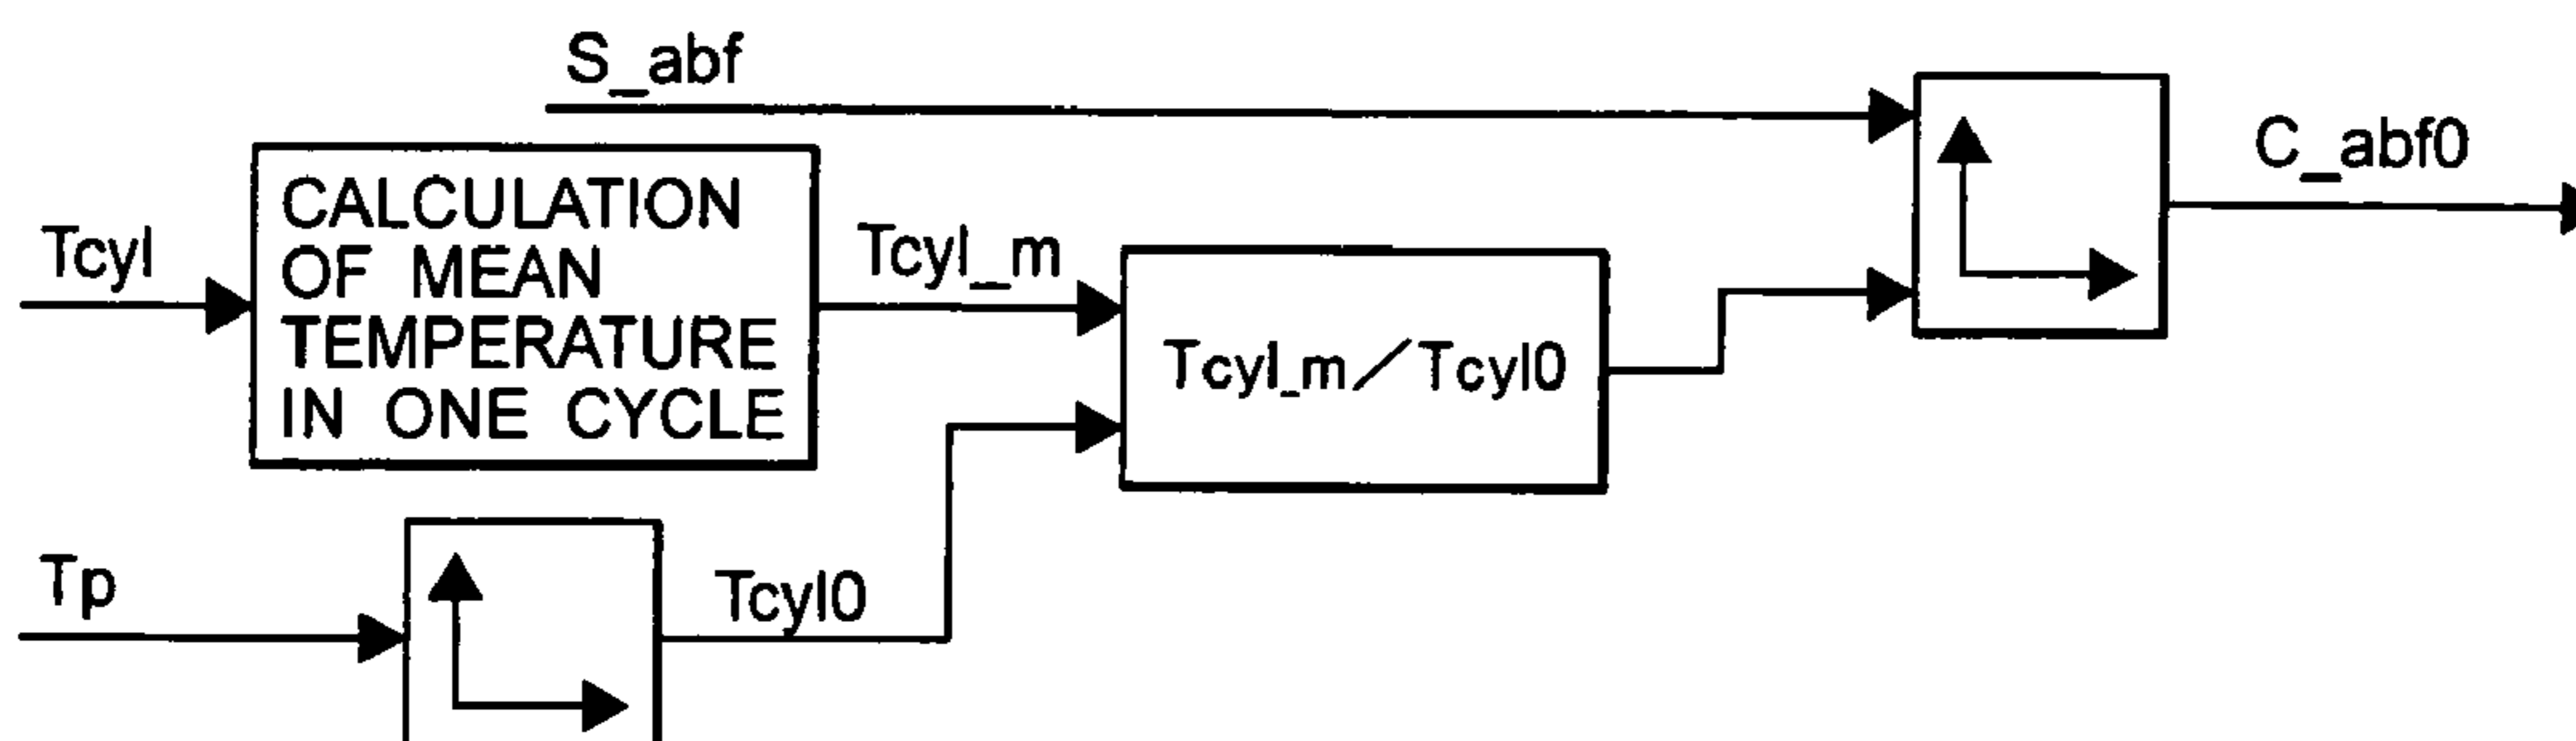 S_abf
C_abf0
Tcyl
CALCULATION
OF MEAN
TEMPERATURE
IN ONE CYCLE
Tcyl_m
Tcyl_m／Tcyl0
Tp
Tcyl0